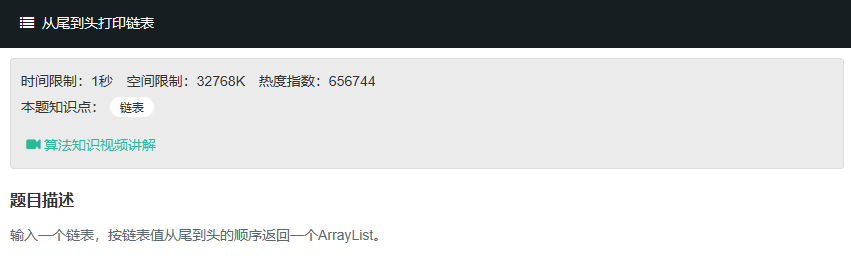 从尾到头打印链表
时间限制：1秒 空间限制：32768K 热度指数：656744
本题知识点： 链表
算法知识视频讲解
题目描述
输入一个链表，按链表值从尾到头的顺序返回一个ArrayList。